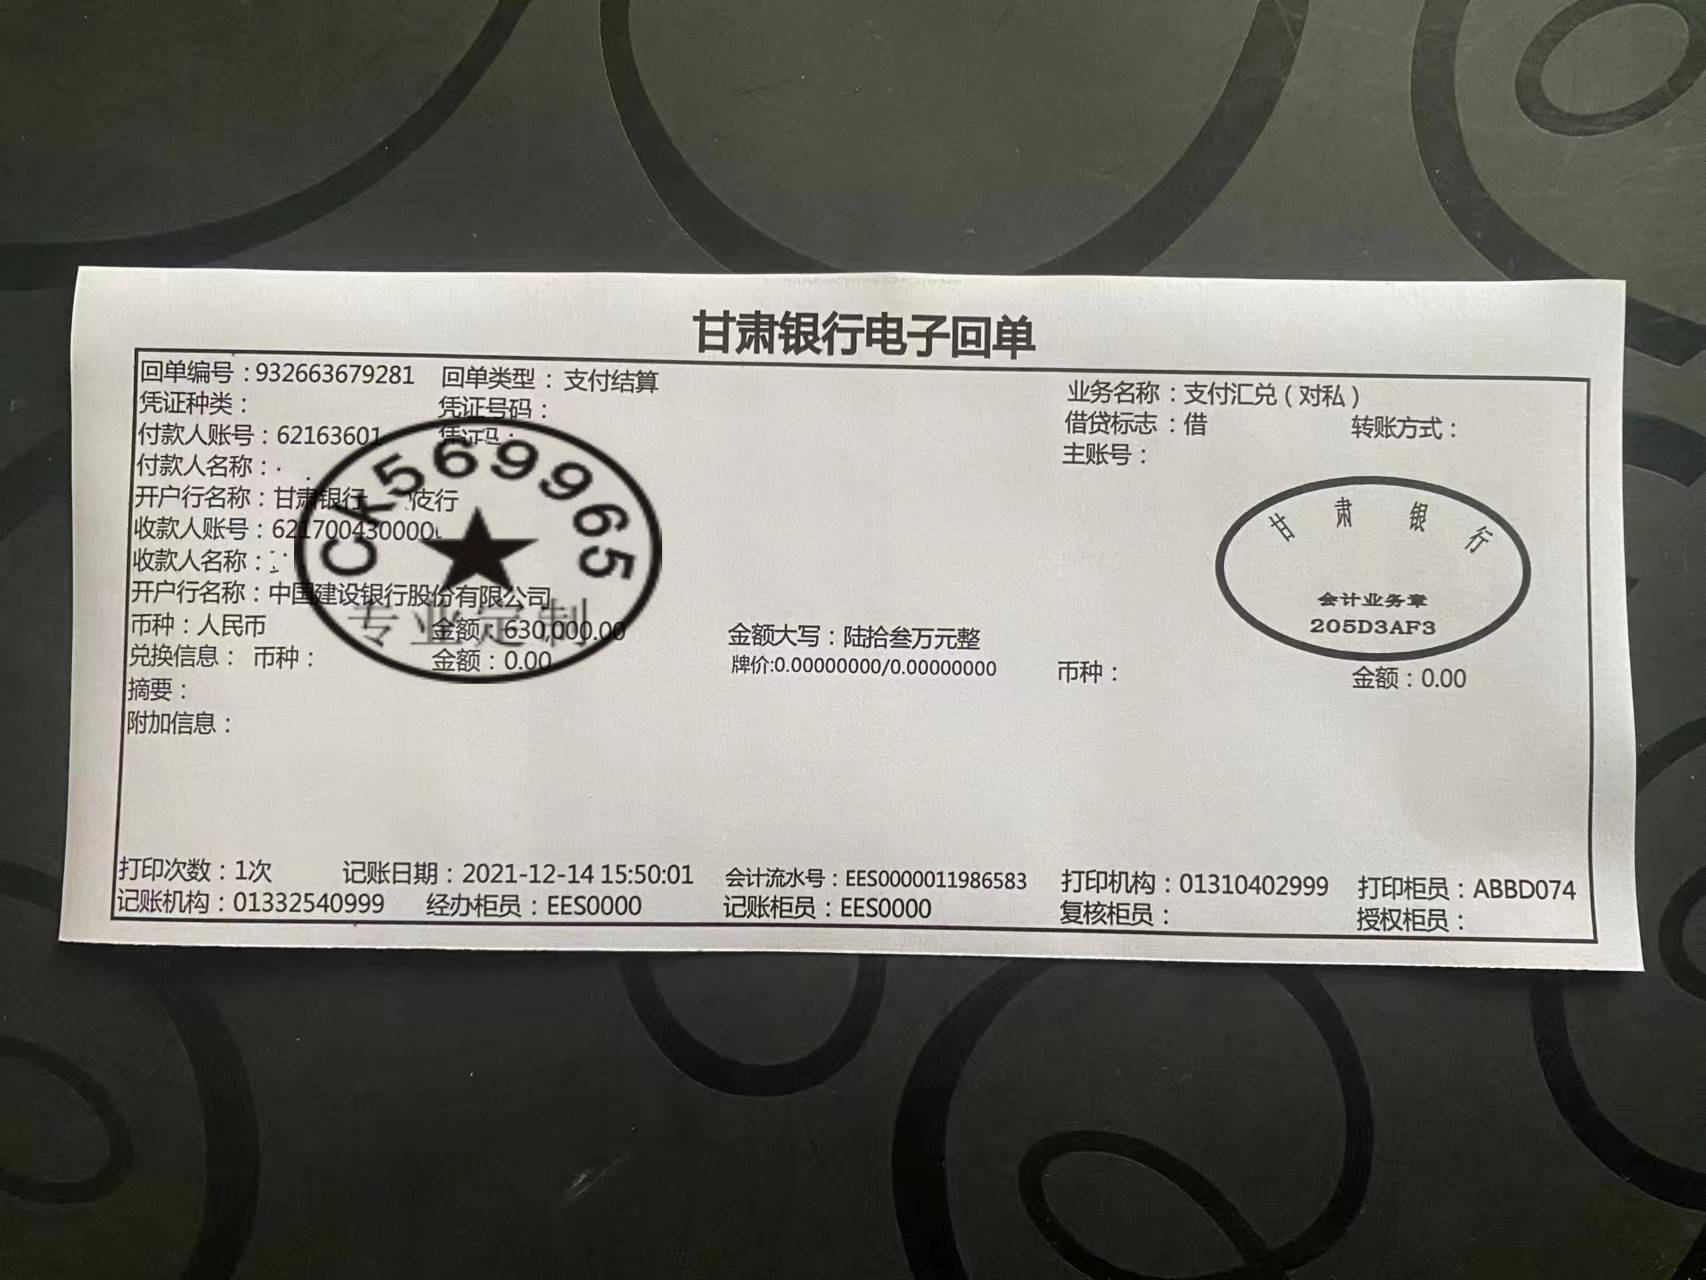 甘肃银行电子回单
回单编号：932663679281 回单类型：支付结算 业务名称：支付汇兑（对私）
凭证种类： 凭证号码： 借贷标志：借 转账方式：
付款人账号：62163601 主账号：
付款人名称：
开户行名称：甘肃银行 支行
收款人账号：621700430000
收款人名称：
开户行名称：中国建设银行股份有限公司
币种：人民币 金额：630,000.00 金额大写：陆拾叁万元整
兑换信息： 币种： 金额：0.00 牌价:0.00000000/0.00000000 币种： 金额：0.00
摘要：
附加信息：
Ck569965
专业定制
甘肃银行
会计业务章
205D3AF3
打印次数：1次 记账日期：2021-12-14 15:50:01 会计流水号：EES0000011986583 打印机构：01310402999 打印柜员：ABBD074
记账机构：01332540999 经办柜员：EES0000 记账柜员：EES0000 复核柜员： 授权柜员：